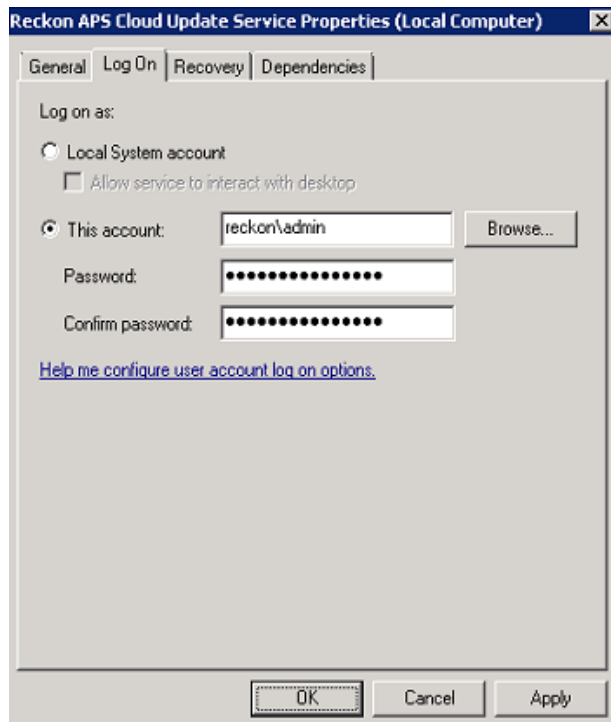 Reckon APS Cloud Update Service Properties (Local Computer)
General Log On Recovery Dependencies
Log on as:
Local System account
Allow service to interact with desktop
This account: reckon\admin Browse...
Password: •••••••••••••••
Confirm password: •••••••••••••••
Help me configure user account log on options.
OK Cancel Apply